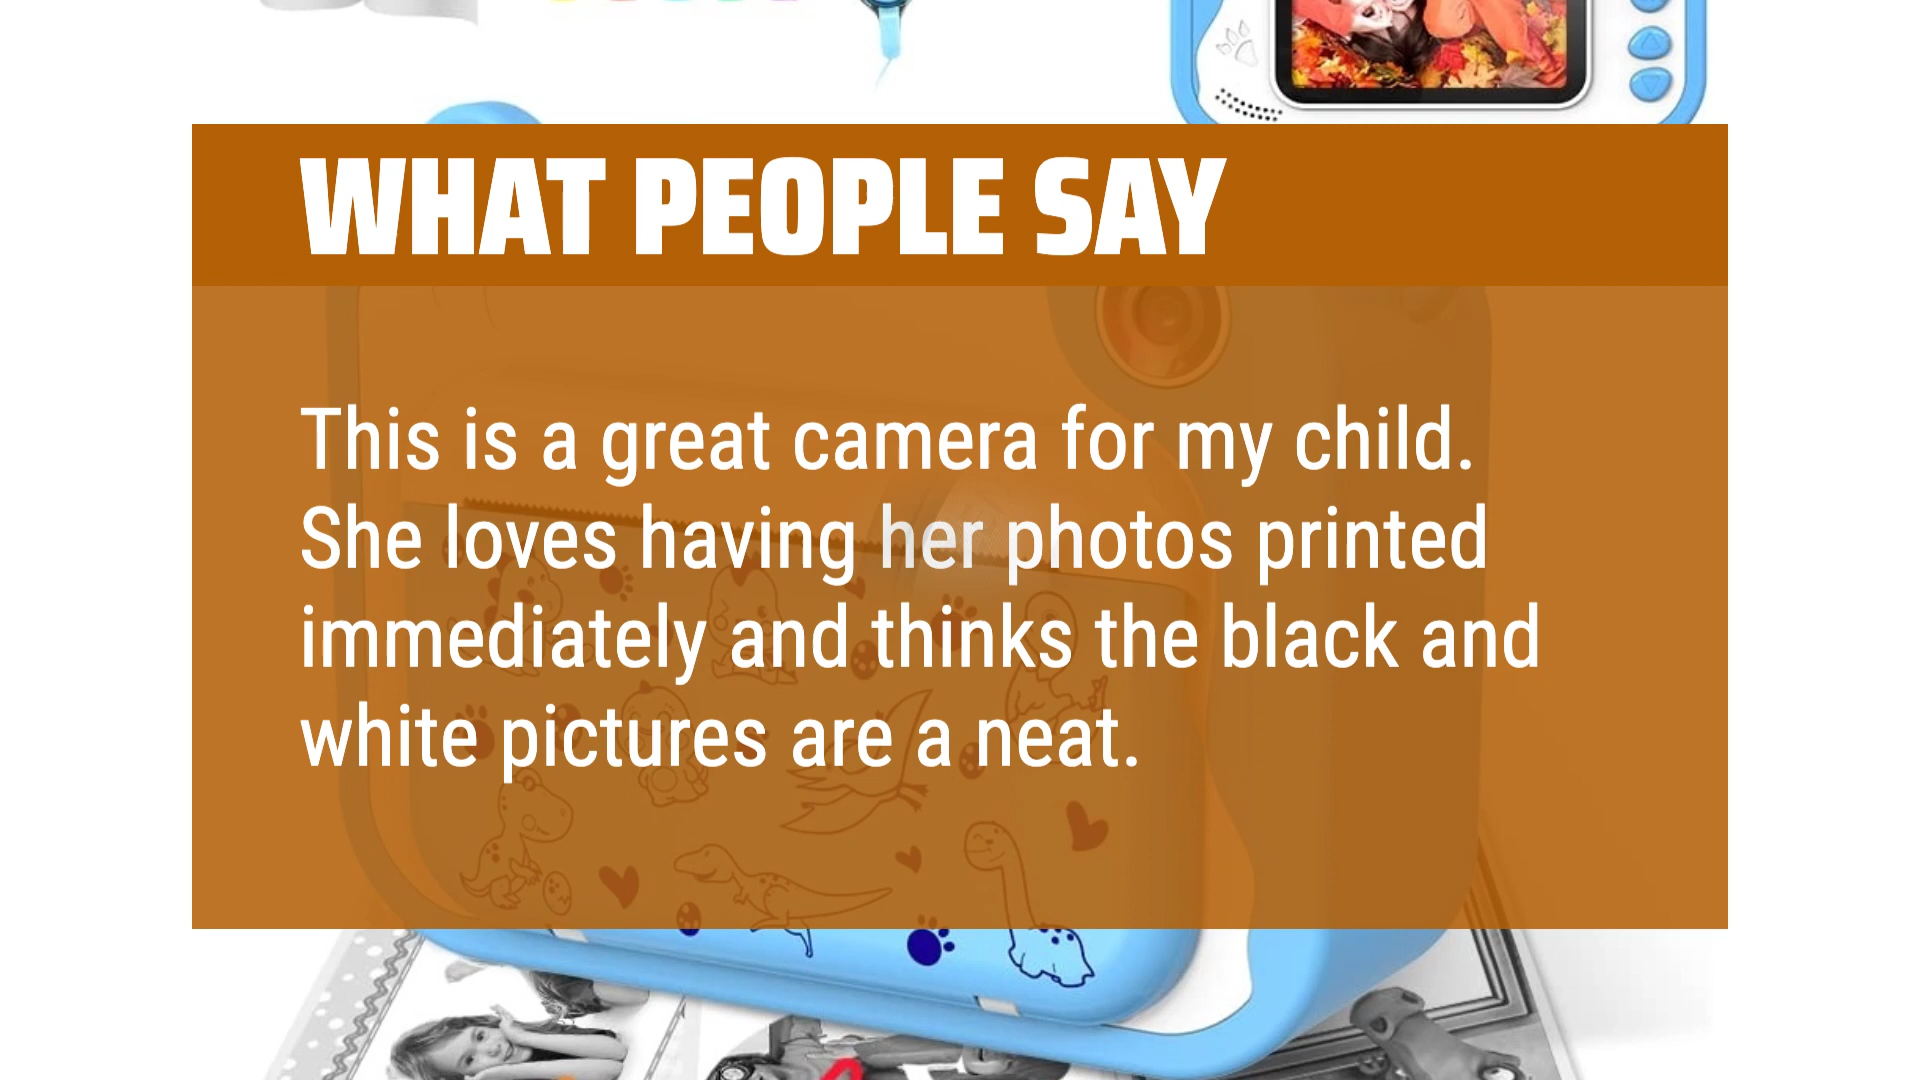 WHAT PEOPLE SAY
This is a great camera for my child.
She loves having her photos printed
immediately and thinks the black and
white pictures are a neat.